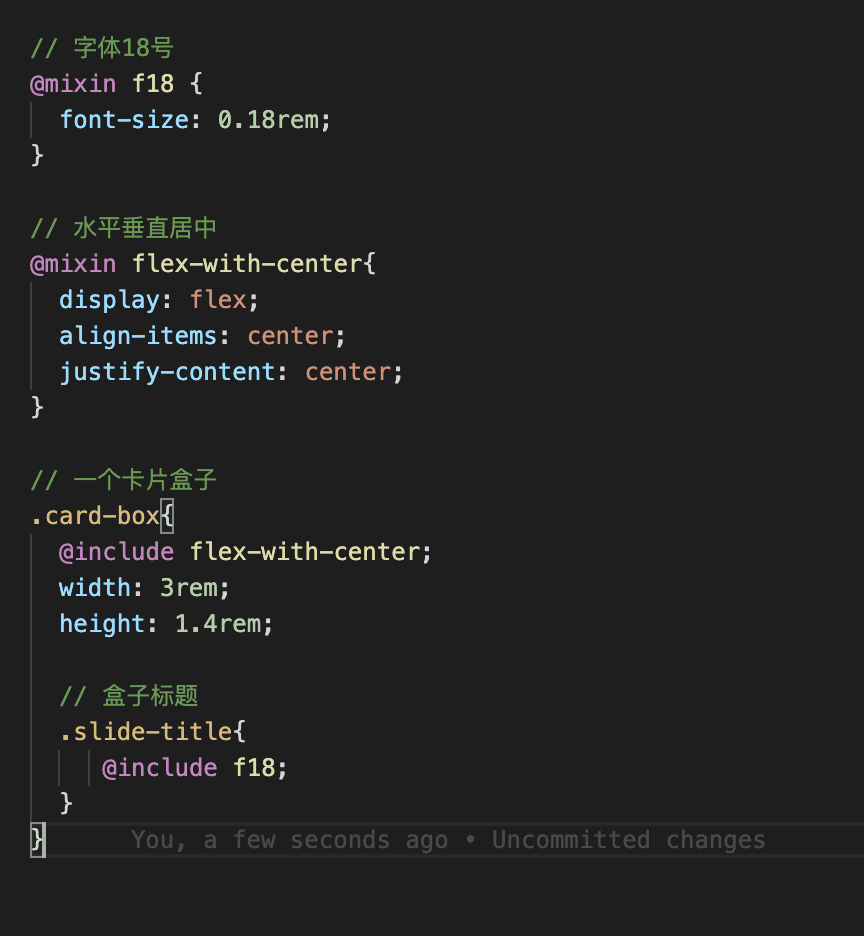 // 字体18号
@mixin f18 {
font-size: 0.18rem;
}
// 水平垂直居中
@mixin flex-with-center{
display: flex;
align-items: center;
justify-content: center;
}
// 一个卡片盒子
.card-box{
@include flex-with-center;
width: 3rem;
height: 1.4rem;
// 盒子标题
.slide-title{
@include f18;
}
} You, a few seconds ago • Uncommitted changes